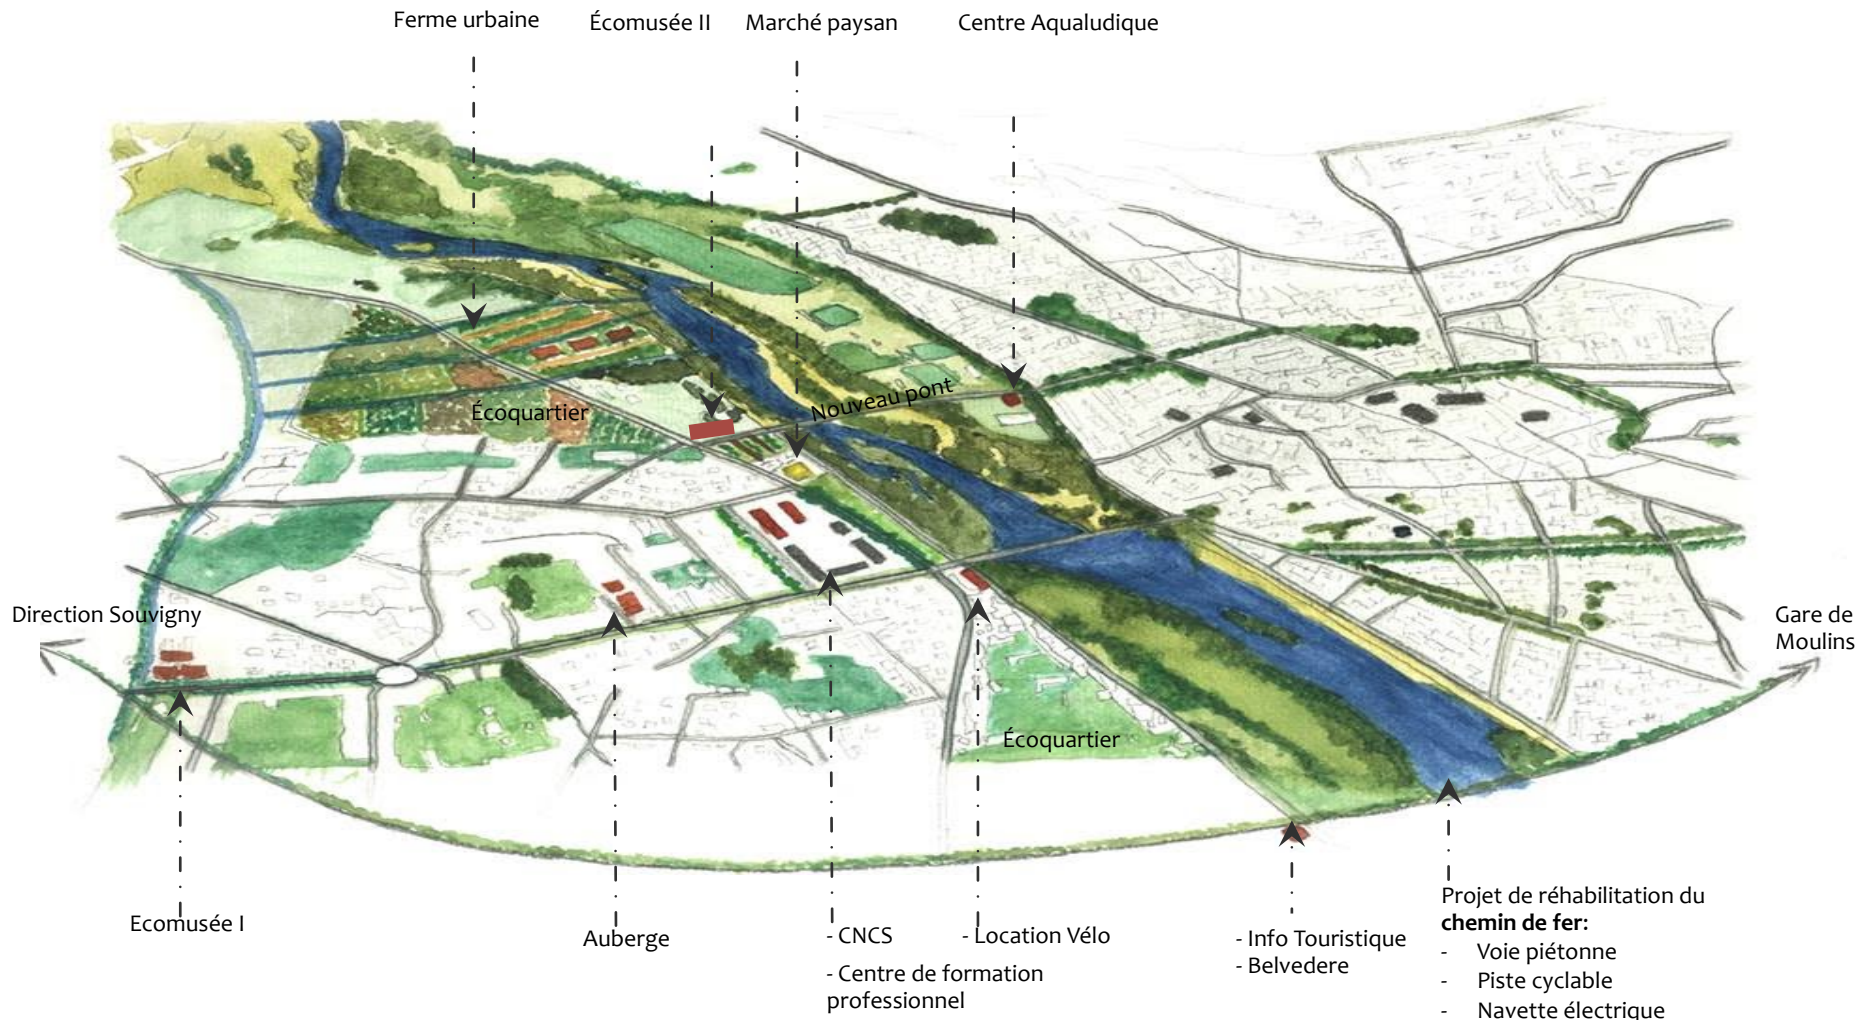 Ferme urbaine
Écomusée II
Marché paysan
Centre Aqualudique
Nouveau pont
Écoquartier
Direction Souvigny
Gare de
Moulins
Écoquartier
Ecomusée I
Auberge
- CNCS
- Centre de formation
professionnel
- Location Vélo
- Info Touristique
- Belvedere
Projet de réhabilitation du
chemin de fer:
- Voie piétonne
- Piste cyclable
- Navette électrique